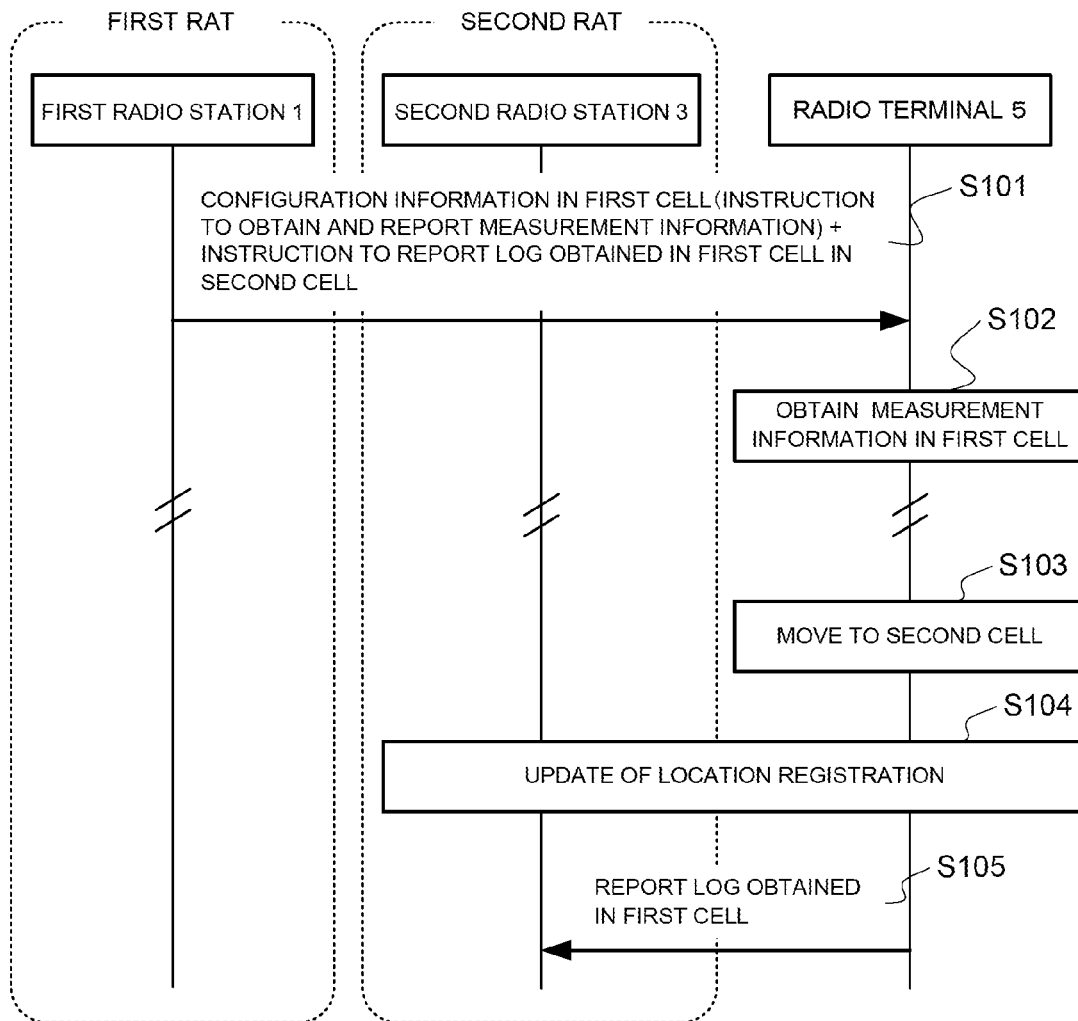 FIRST RAT
SECOND RAT
FIRST RADIO STATION 1
SECOND RADIO STATION 3
RADIO TERMINAL 5
CONFIGURATION INFORMATION IN FIRST CELL (INSTRUCTION
TO OBTAIN AND REPORT MEASUREMENT INFORMATION) +
INSTRUCTION TO REPORT LOG OBTAINED IN FIRST CELL IN
SECOND CELL
S101
S102
OBTAIN MEASUREMENT
INFORMATION IN FIRST CELL
S103
MOVE TO SECOND CELL
S104
UPDATE OF LOCATION REGISTRATION
S105
REPORT LOG OBTAINED
IN FIRST CELL